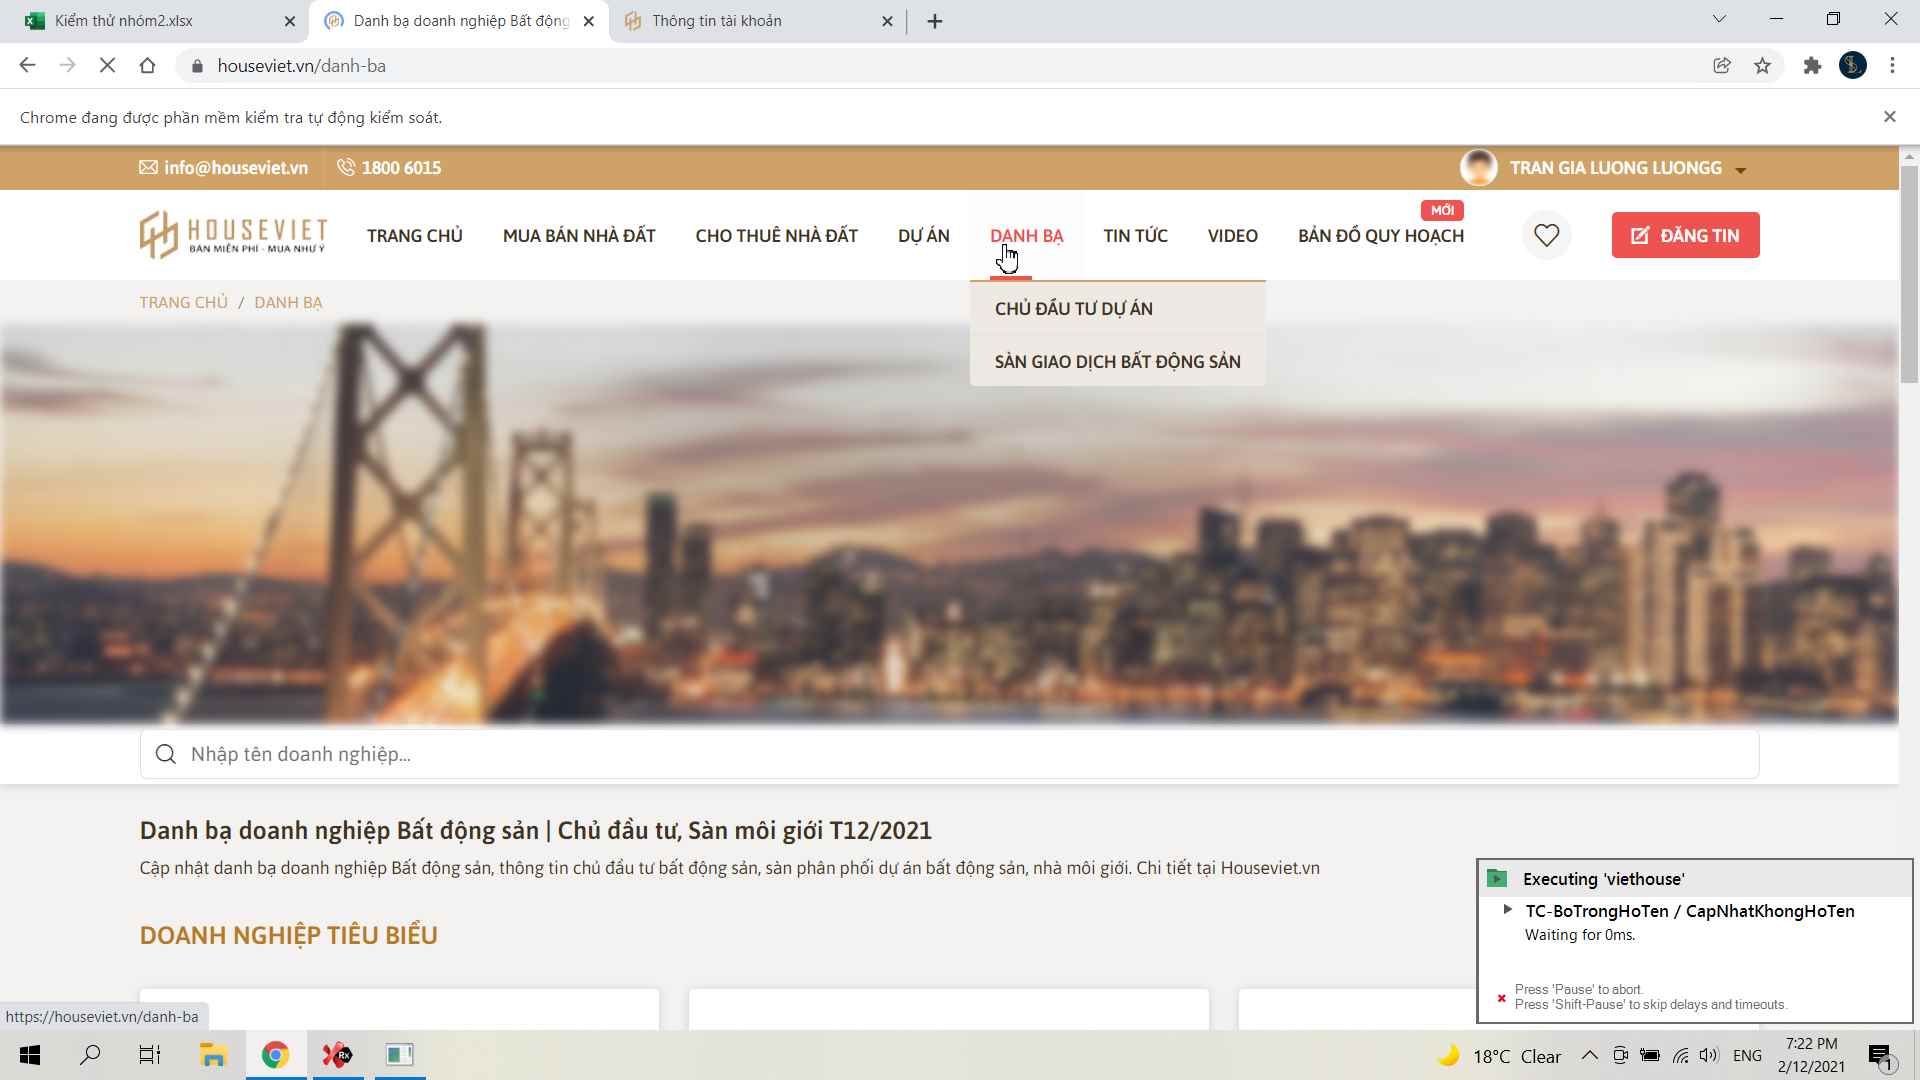 Kiểm thử nhóm2.xlsx
Danh bạ doanh nghiệp Bất động
Thông tin tài khoản
houseviet.vn/danh-ba
Chrome đang được phần mềm kiểm tra tự động kiểm soát.
info@houseviet.vn
1800 6015
TRAN GIA LUONG LUONGG
HOUSEVIET
BÁN MIỄN PHÍ - MUA NHƯ Ý
TRANG CHỦ
MUA BÁN NHÀ ĐẤT
CHO THUÊ NHÀ ĐẤT
DỰ ÁN
DANH BẠ
TIN TỨC
VIDEO
MỚI
BẢN ĐỒ QUY HOẠCH
ĐĂNG TIN
TRANG CHỦ / DANH BẠ
CHỦ ĐẦU TƯ DỰ ÁN
SÀN GIAO DỊCH BẤT ĐỘNG SẢN
Nhập tên doanh nghiệp...
Danh bạ doanh nghiệp Bất động sản | Chủ đầu tư, Sàn môi giới T12/2021
Cập nhật danh bạ doanh nghiệp Bất động sản, thông tin chủ đầu tư bất động sản, sàn phân phối dự án bất động sản, nhà môi giới. Chi tiết tại Houseviet.vn
DOANH NGHIỆP TIÊU BIỂU
Executing 'viethouse'
TC-BoTrongHoTen / CapNhatKhongHoTen
Waiting for 0ms.
Press 'Pause' to abort.
Press 'Shift-Pause' to skip delays and timeouts.
https://houseviet.vn/danh-ba
Rx
18°C Clear
ENG
7:22 PM
2/12/2021
1